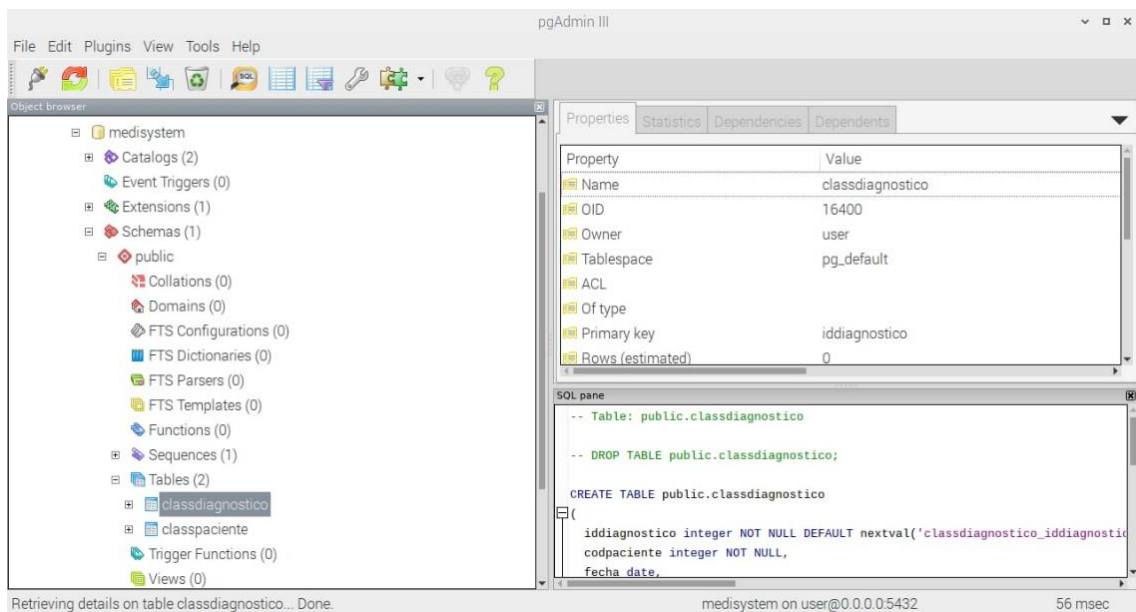 pgAdmin III
File Edit Plugins View Tools Help
SQL
Object browser
medisystem
Catalogs (2)
Event Triggers (0)
Extensions (1)
Schemas (1)
public
Collations (0)
Domains (0)
FTS Configurations (0)
FTS Dictionaries (0)
FTS Parsers (0)
FTS Templates (0)
Functions (0)
Sequences (1)
Tables (2)
classdiagnostico
classpaciente
Trigger Functions (0)
Views (0)
Properties Statistics Dependencies Dependents
Property Value
Name classdiagnostico
OID 16400
Owner user
Tablespace pg_default
ACL
Of type
Primary key iddiagnostico
Rows (estimated) 0
SQL pane
-- Table: public.classdiagnostico
-- DROP TABLE public.classdiagnostico;
CREATE TABLE public.classdiagnostico
(
iddiagnostico integer NOT NULL DEFAULT nextval('classdiagnostico_iddiagnostic
codpaciente integer NOT NULL,
fecha date,
Retrieving details on table classdiagnostico... Done. medisystem on user@0.0.0.0:5432 56 msec